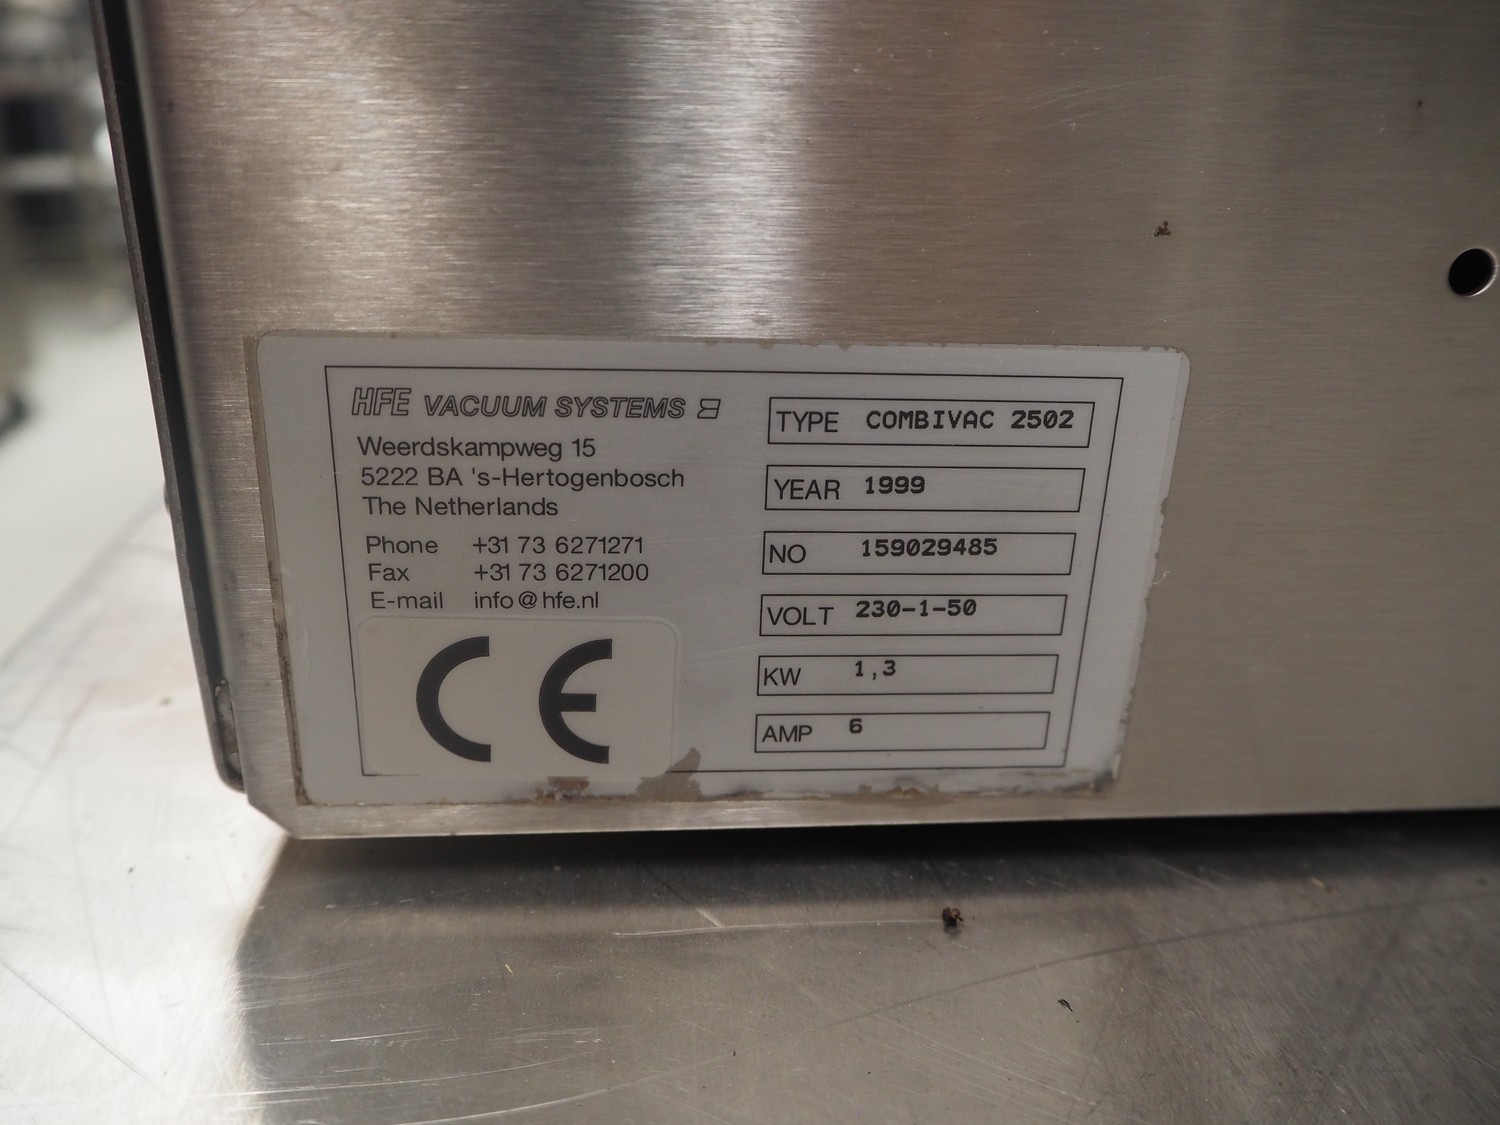 HFE VACUUM SYSTEMS
Weerdskampweg 15
5222 BA 's-Hertogenbosch
The Netherlands
Phone +31 73 6271271
Fax +31 73 6271200
E-mail info@hfe.nl
CE
TYPE COMBIVAC 2502
YEAR 1999
NO 159029485
VOLT 230-1-50
KW 1,3
AMP 6